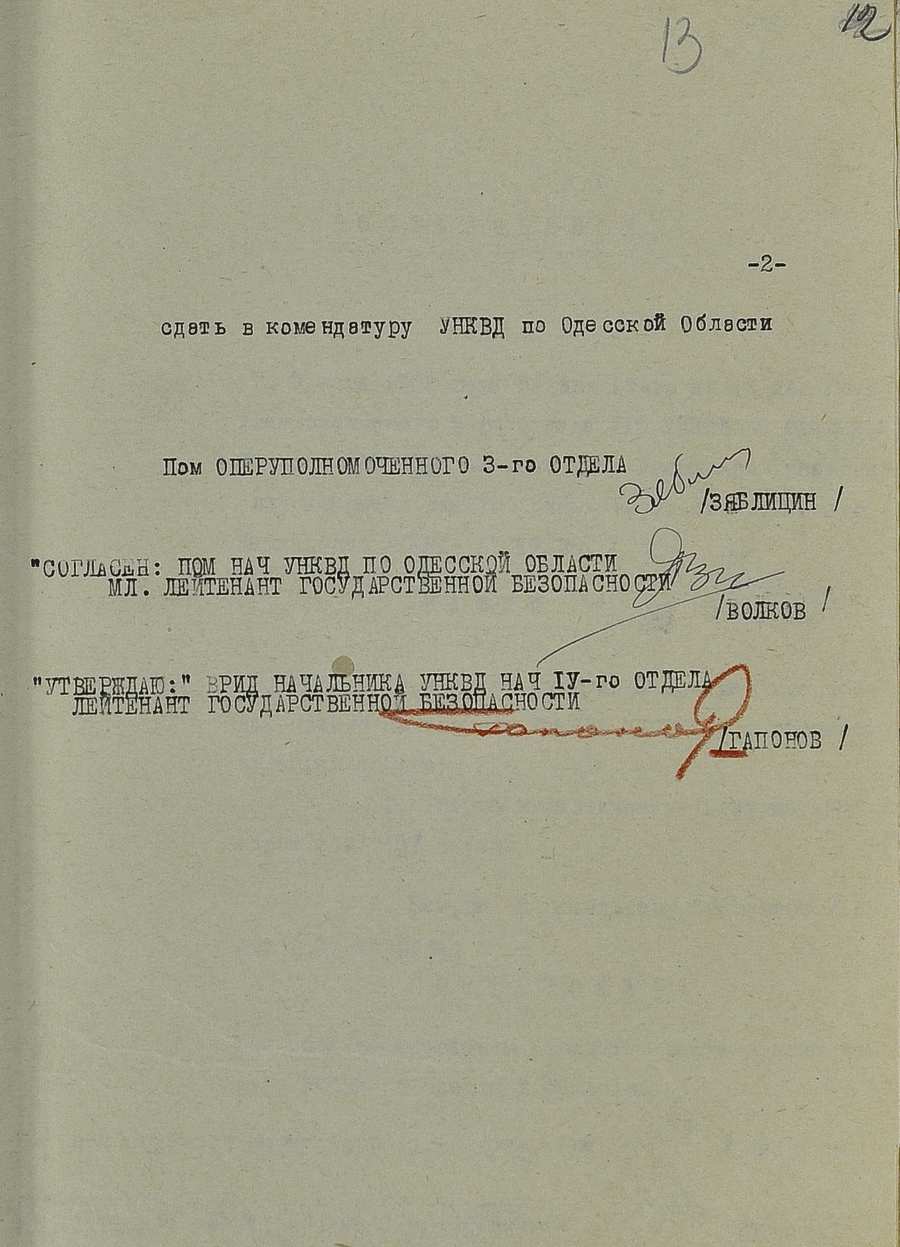 13 12
-2-
сдать в комендатуру УНКВД по Одесской Области
Пом ОПЕРУПОЛНОМОЧЕННОГО 3-го ОТДЕЛА
/ЗЯБЛИЦИН /
"СОГЛАСЕН: ПОМ НАЧ УНКВД ПО ОДЕССКОЙ ОБЛАСТИ
МЛ. ЛЕЙТЕНАНТ ГОСУДАРСТВЕННОЙ БЕЗОПАСНОСТИ
/ВОЛКОВ /
"УТВЕРЖДАЮ:" ВРИД НАЧАЛЬНИКА УНКВД НАЧ IУ-го ОТДЕЛА
ЛЕЙТЕНАНТ ГОСУДАРСТВЕННОЙ БЕЗОПАСНОСТИ
Гапонов
/ГАПОНОВ /